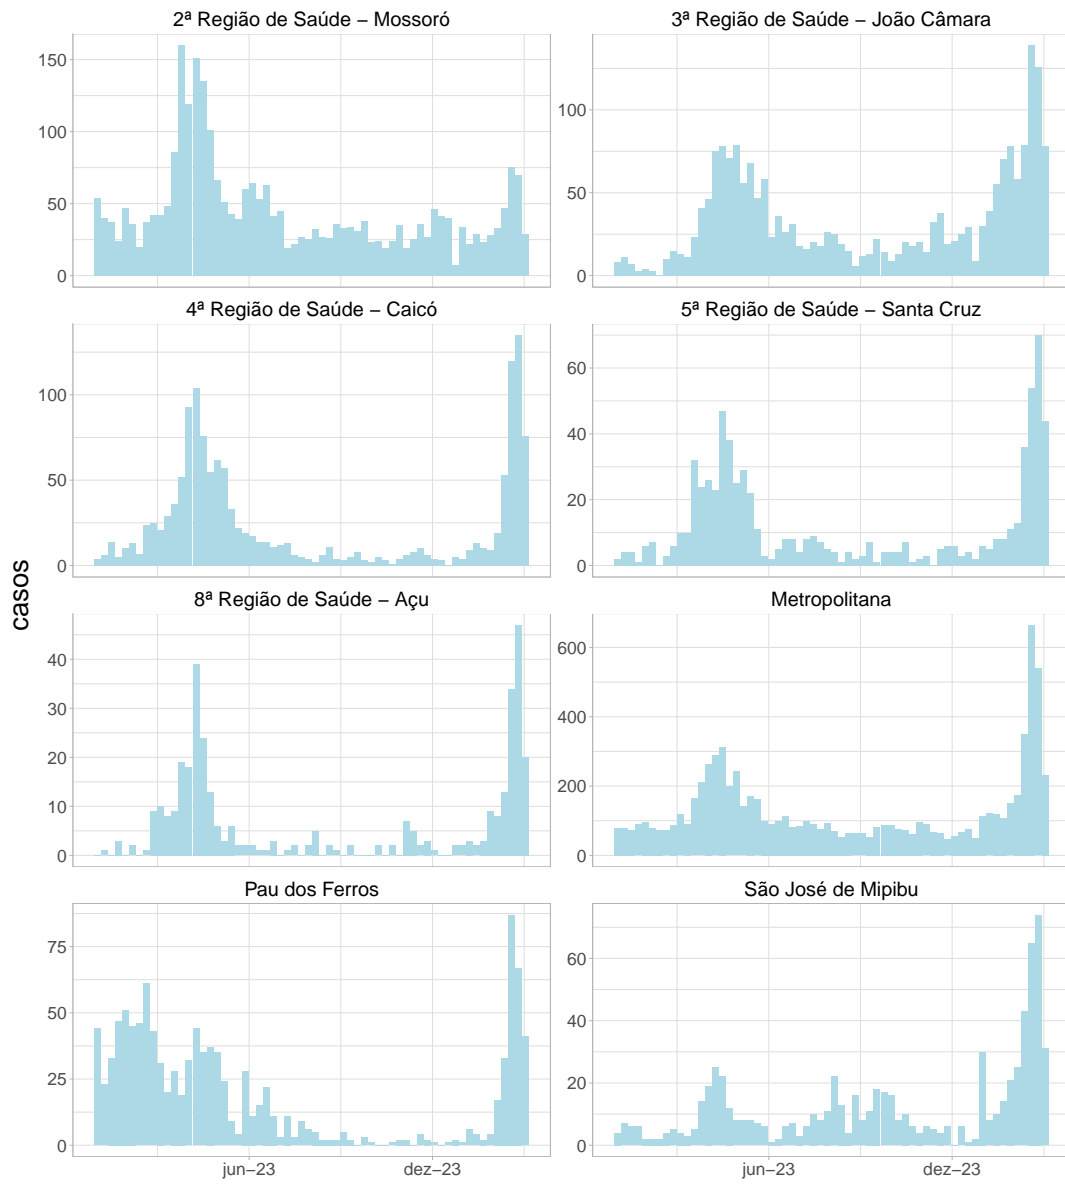 2ª Região de Saúde − Mossoró
3ª Região de Saúde − João Câmara
150
100
50
0
100
50
0
4ª Região de Saúde − Caicó
5ª Região de Saúde − Santa Cruz
100
50
0
60
40
20
0
casos
8ª Região de Saúde − Açu
Metropolitana
40
30
20
10
0
600
400
200
0
Pau dos Ferros
São José de Mipibu
75
50
25
0
60
40
20
0
jun−23
dez−23
jun−23
dez−23